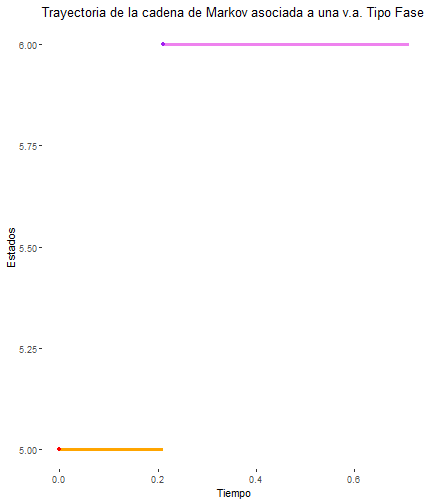 Trayectoria de la cadena de Markov asociada a una v.a. Tipo Fase
6.00
5.75
5.50
5.25
5.00
Estados
0.0 0.2 0.4 0.6
Tiempo